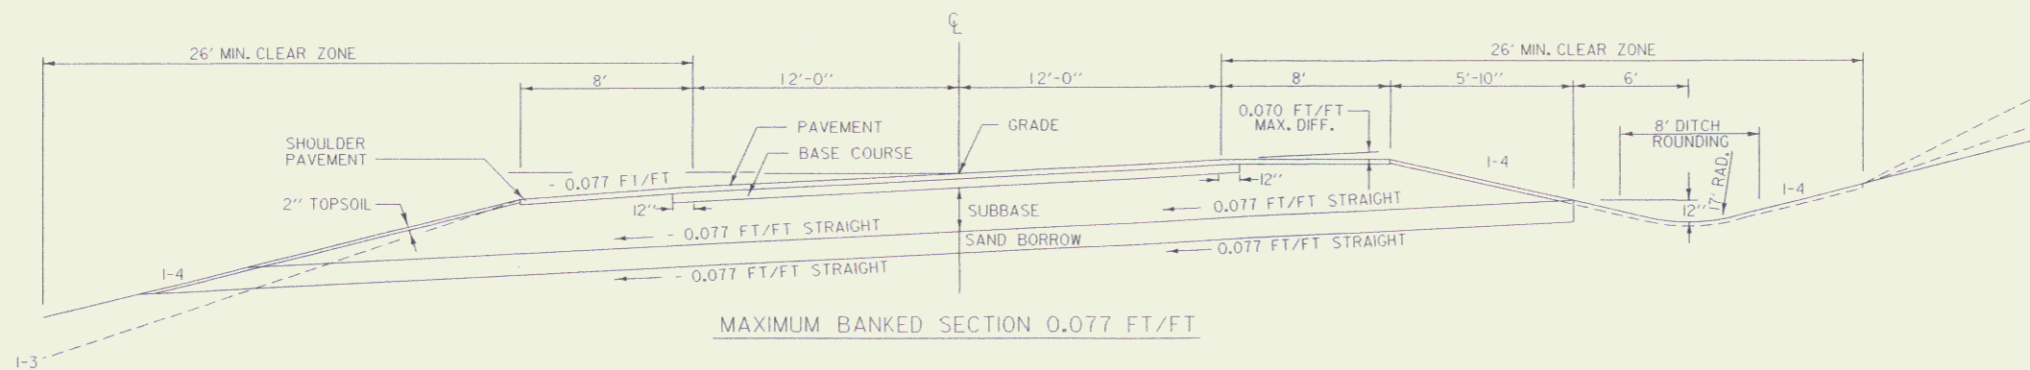 ℄
26' MIN. CLEAR ZONE
26' MIN. CLEAR ZONE
8'
12'-0"
12'-0"
8'
5'-10"
6'
0.070 FT/FT
MAX. DIFF.
SHOULDER
PAVEMENT
PAVEMENT
GRADE
BASE COURSE
8' DITCH
ROUNDING
- 0.077 FT/FT
1-4
12"
17' RAD.
1-4
2" TOPSOIL
12"
12"
SUBBASE
- 0.077 FT/FT STRAIGHT
- 0.077 FT/FT STRAIGHT
SAND BORROW
- 0.077 FT/FT STRAIGHT
1-4
- 0.077 FT/FT STRAIGHT
MAXIMUM BANKED SECTION 0.077 FT/FT
1-3